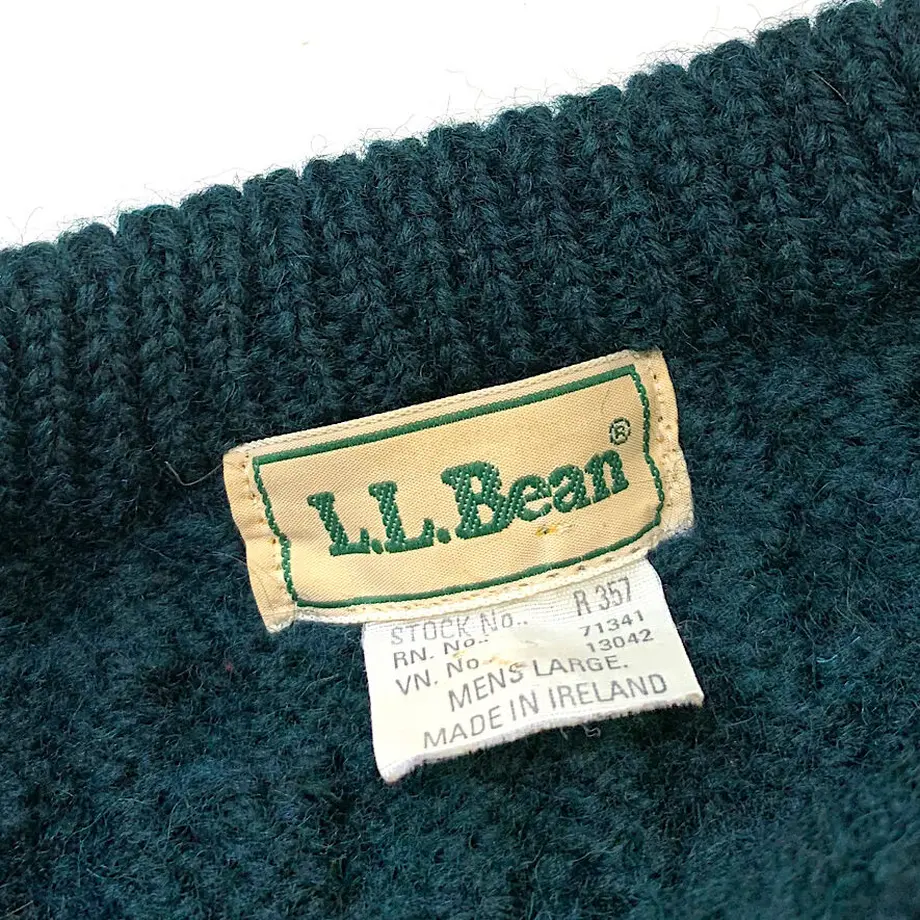 L.L.Bean®
STOCK No.. R 357
RN. No.. 71341
VN. No.. 13042
MENS LARGE.
MADE IN IRELAND